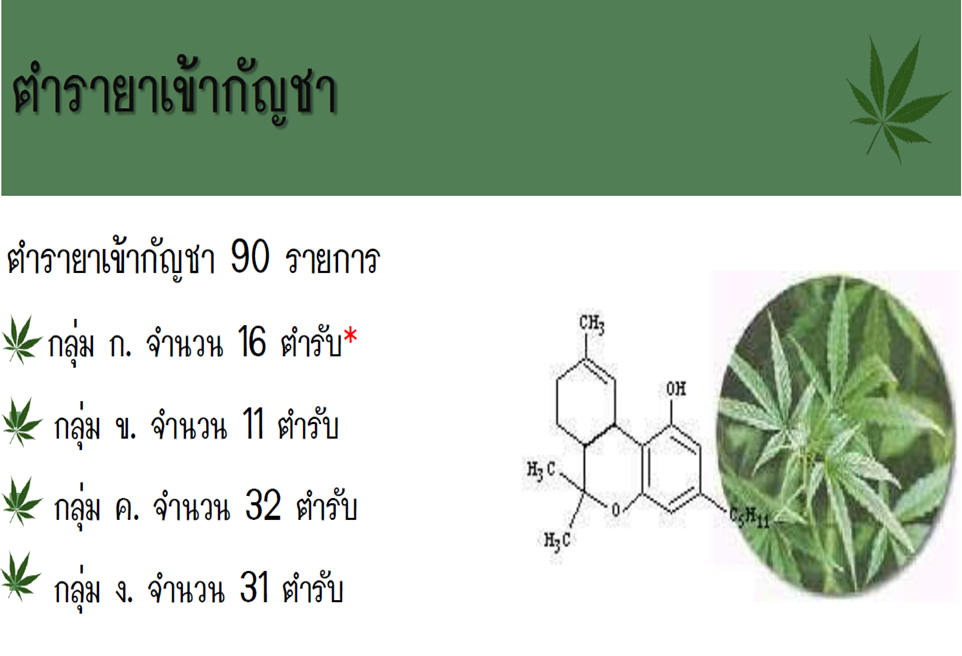 ตำรายาเข้ากัญชา
ตำรายาเข้ากัญชา 90 รายการ
กลุ่ม ก. จำนวน 16 ตำรับ*
กลุ่ม ข. จำนวน 11 ตำรับ
กลุ่ม ค. จำนวน 32 ตำรับ
กลุ่ม ง. จำนวน 31 ตำรับ
CH3
OH
H3C
O
H3C
C5H11